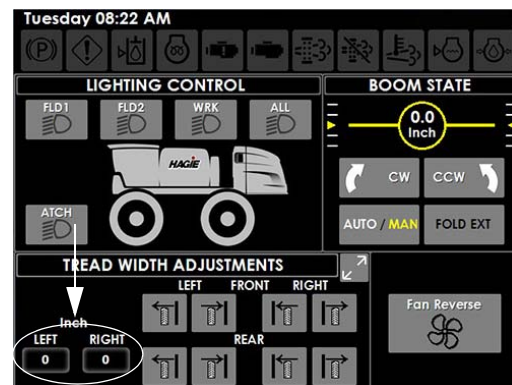 Tuesday 08:22 AM
(P)
LIGHTING CONTROL
FLD1 FLD2 WRK ALL
HAGIE
ATCH
BOOM STATE
0.0
Inch
CW CCW
AUTO / MAN FOLD EXT
TREAD WIDTH ADJUSTMENTS
LEFT FRONT RIGHT
Inch
LEFT RIGHT
0 0
REAR
Fan Reverse